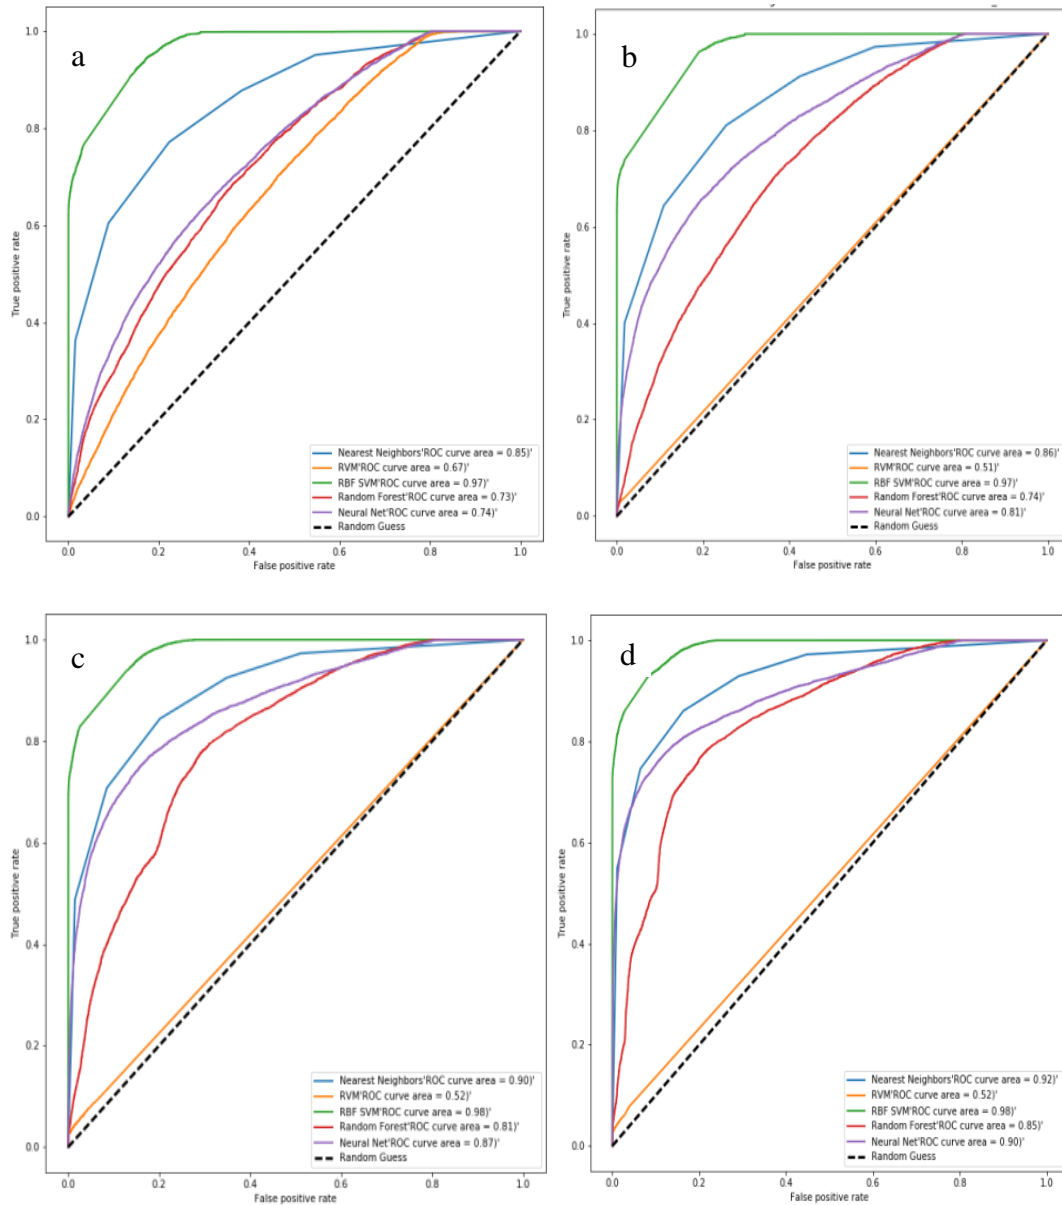 a
1.0
0.8
0.6
0.4
0.2
0.0
True positive rate
Nearest Neighbors'ROC curve area = 0.85)'
RVM'ROC curve area = 0.67)'
RBF SVM'ROC curve area = 0.97)'
Random Forest'ROC curve area = 0.73)'
Neural Net'ROC curve area = 0.74)'
Random Guess
0.0 0.2 0.4 0.6 0.8 1.0
False positive rate
b
1.0
0.8
0.6
0.4
0.2
0.0
True positive rate
Nearest Neighbors'ROC curve area = 0.86)'
RVM'ROC curve area = 0.51)'
RBF SVM'ROC curve area = 0.97)'
Random Forest'ROC curve area = 0.74)'
Neural Net'ROC curve area = 0.81)'
Random Guess
0.0 0.2 0.4 0.6 0.8 1.0
False positive rate
c
1.0
0.8
0.6
0.4
0.2
0.0
True positive rate
Nearest Neighbors'ROC curve area = 0.90)'
RVM'ROC curve area = 0.52)'
RBF SVM'ROC curve area = 0.98)'
Random Forest'ROC curve area = 0.81)'
Neural Net'ROC curve area = 0.87)'
Random Guess
0.0 0.2 0.4 0.6 0.8 1.0
False positive rate
d
1.0
0.8
0.6
0.4
0.2
0.0
True positive rate
Nearest Neighbors'ROC curve area = 0.92)'
RVM'ROC curve area = 0.52)'
RBF SVM'ROC curve area = 0.98)'
Random Forest'ROC curve area = 0.85)'
Neural Net'ROC curve area = 0.90)'
Random Guess
0.0 0.2 0.4 0.6 0.8 1.0
False positive rate